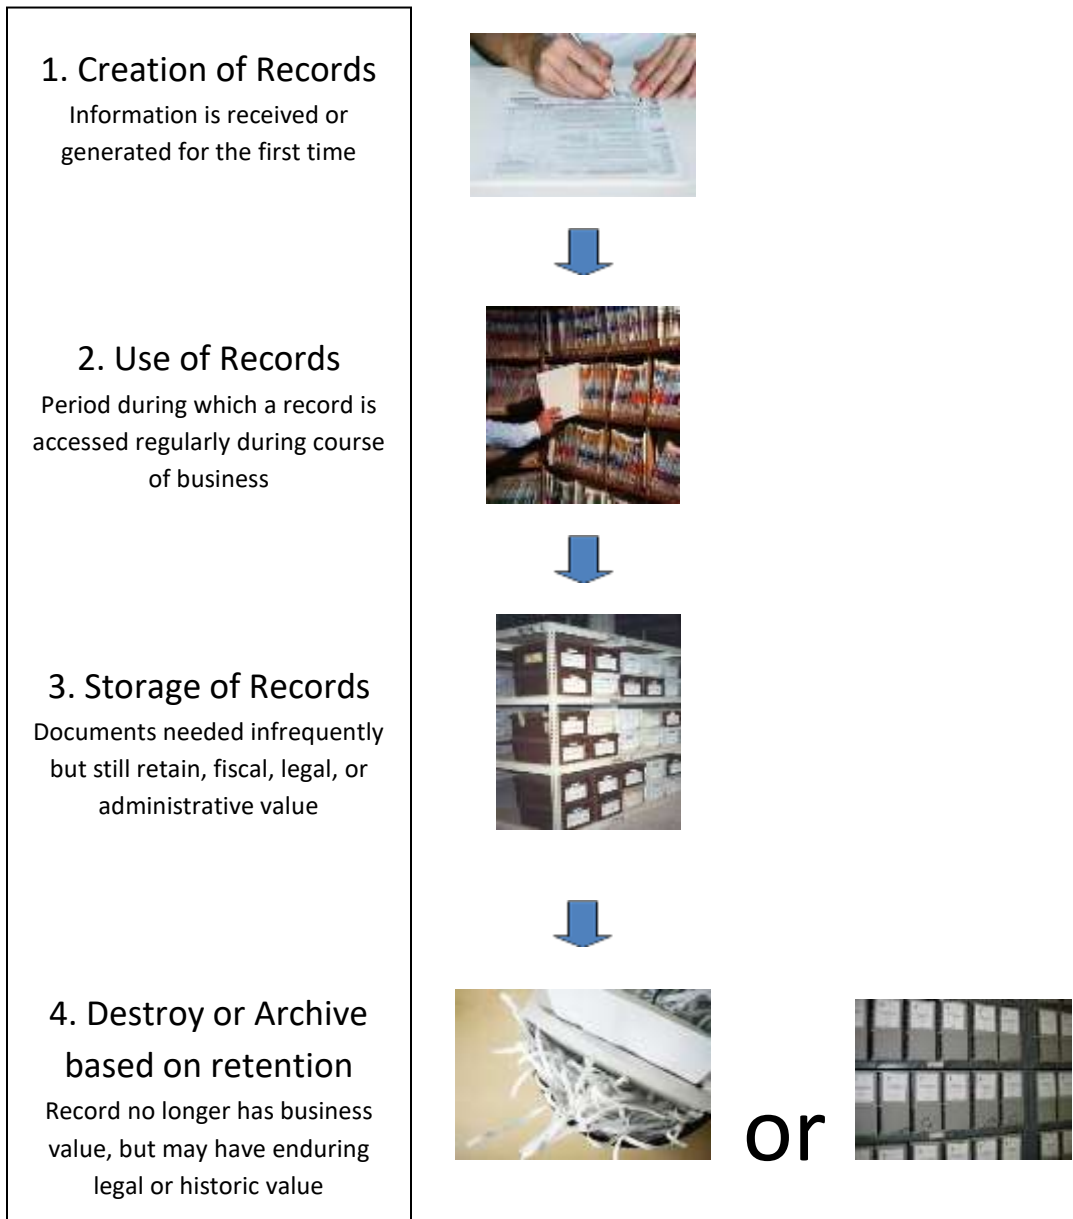 1. Creation of Records
Information is received or
generated for the first time
2. Use of Records
Period during which a record is
accessed regularly during course
of business
3. Storage of Records
Documents needed infrequently
but still retain, fiscal, legal, or
administrative value
4. Destroy or Archive
based on retention
Record no longer has business
value, but may have enduring
legal or historic value
or